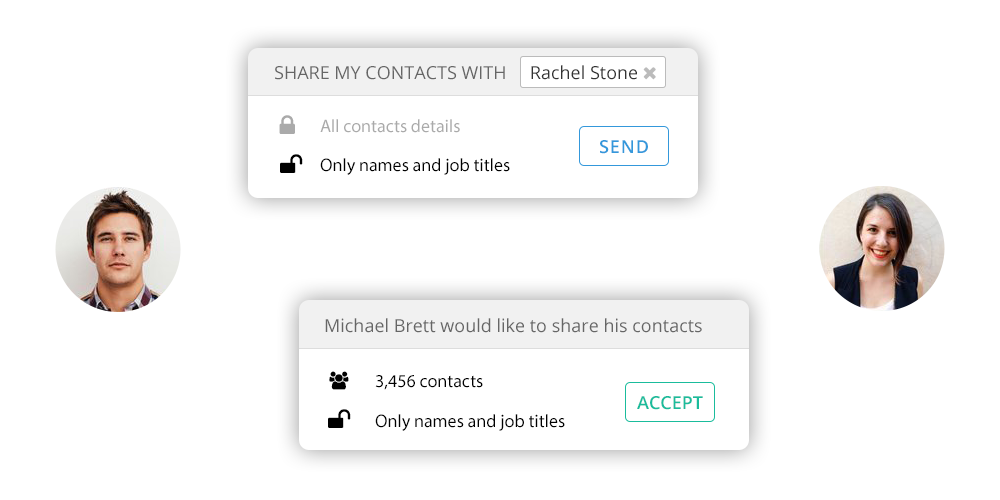 SHARE MY CONTACTS WITH Rachel Stone
All contacts details
SEND
Only names and job titles
Michael Brett would like to share his contacts
3,456 contacts
ACCEPT
Only names and job titles